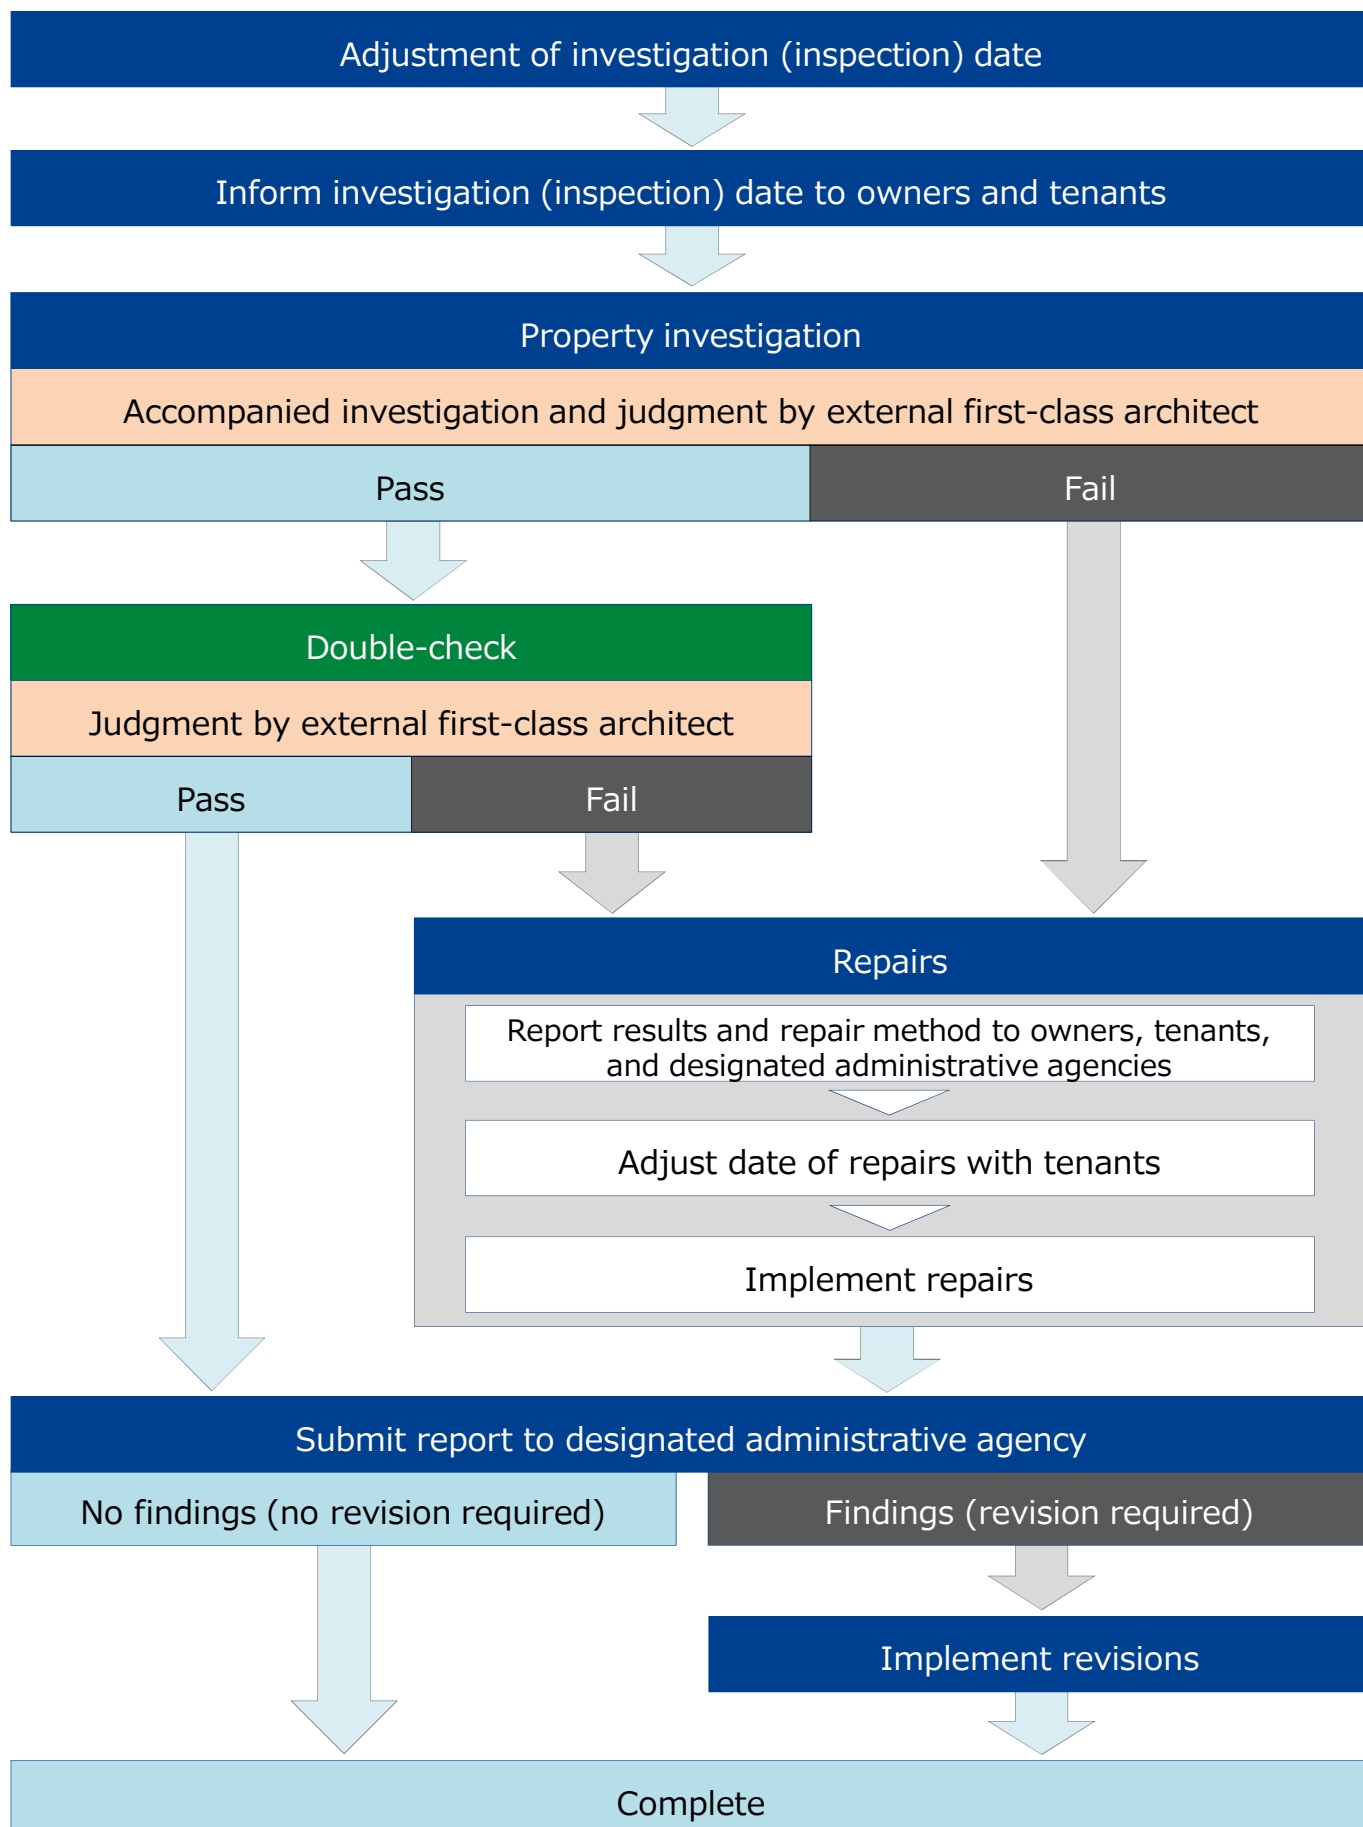 Adjustment of investigation (inspection) date
Inform investigation (inspection) date to owners and tenants
Property investigation
Accompanied investigation and judgment by external first-class architect
Pass
Fail
Double-check
Judgment by external first-class architect
Pass
Fail
Repairs
Report results and repair method to owners, tenants,
and designated administrative agencies
Adjust date of repairs with tenants
Implement repairs
Submit report to designated administrative agency
No findings (no revision required)
Findings (revision required)
Implement revisions
Complete